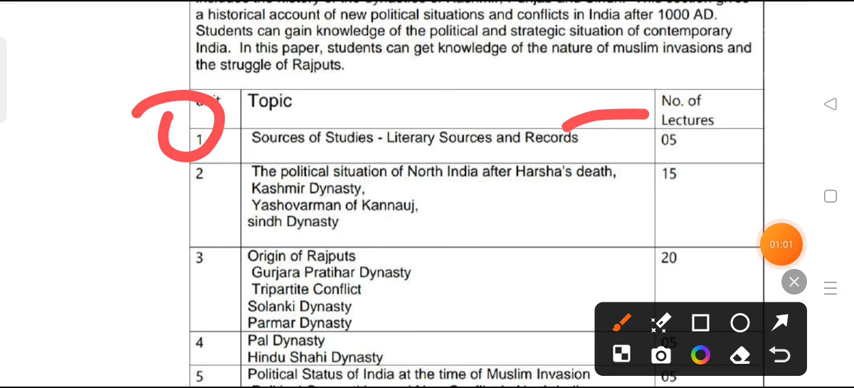 a historical account of new political situations and conflicts in India after 1000 AD.
Students can gain knowledge of the political and strategic situation of contemporary
India. In this paper, students can get knowledge of the nature of muslim invasions and
the struggle of Rajputs.
Topic
No. of
Lectures
1
Sources of Studies - Literary Sources and Records
05
2
The political situation of North India after Harsha's death,
15
Kashmir Dynasty,
Yashovarman of Kannauj,
sindh Dynasty
3
Origin of Rajputs
20
Gurjara Pratihar Dynasty
Tripartite Conflict
Solanki Dynasty
Parmar Dynasty
4
Pal Dynasty
05
Hindu Shahi Dynasty
5
Political Status of India at the time of Muslim Invasion
05
01:01